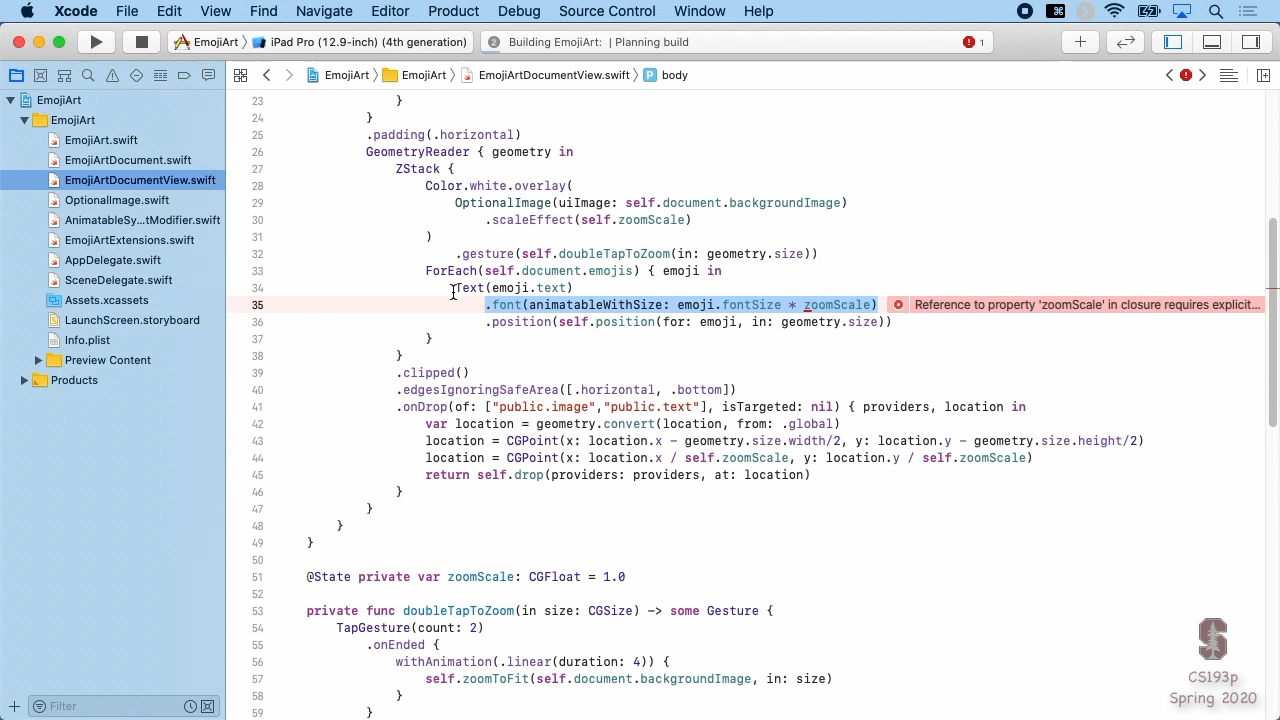 Xcode File Edit View Find Navigate Editor Product Debug Source Control Window Help
EmojiArt › iPad Pro (12.9-inch) (4th generation) 2 Building EmojiArt: | Planning build 1
EmojiArt › EmojiArt › EmojiArtDocumentView.swift › P body
EmojiArt
EmojiArt
EmojiArt.swift
EmojiArtDocument.swift
EmojiArtDocumentView.swift
OptionalImage.swift
AnimatableSy...tModifier.swift
EmojiArtExtensions.swift
AppDelegate.swift
SceneDelegate.swift
Assets.xcassets
LaunchScreen.storyboard
Info.plist
Preview Content
Products
Filter
23 }
24 }
25 .padding(.horizontal)
26 GeometryReader { geometry in
27 ZStack {
28 Color.white.overlay(
29 OptionalImage(uiImage: self.document.backgroundImage)
30 .scaleEffect(self.zoomScale)
31 )
32 .gesture(self.doubleTapToZoom(in: geometry.size))
33 ForEach(self.document.emojis) { emoji in
34 Text(emoji.text)
35 .font(animatableWithSize: emoji.fontSize * zoomScale) Reference to property 'zoomScale' in closure requires explicit...
36 .position(self.position(for: emoji, in: geometry.size))
37 }
38 }
39 .clipped()
40 .edgesIgnoringSafeArea([.horizontal, .bottom])
41 .onDrop(of: ["public.image","public.text"], isTargeted: nil) { providers, location in
42 var location = geometry.convert(location, from: .global)
43 location = CGPoint(x: location.x - geometry.size.width/2, y: location.y - geometry.size.height/2)
44 location = CGPoint(x: location.x / self.zoomScale, y: location.y / self.zoomScale)
45 return self.drop(providers: providers, at: location)
46 }
47 }
48 }
49 }
50
51 @State private var zoomScale: CGFloat = 1.0
52
53 private func doubleTapToZoom(in size: CGSize) -> some Gesture {
54 TapGesture(count: 2)
55 .onEnded {
56 withAnimation(.linear(duration: 4)) {
57 self.zoomToFit(self.document.backgroundImage, in: size)
58 }
59 }
S
CS193p
Spring 2020